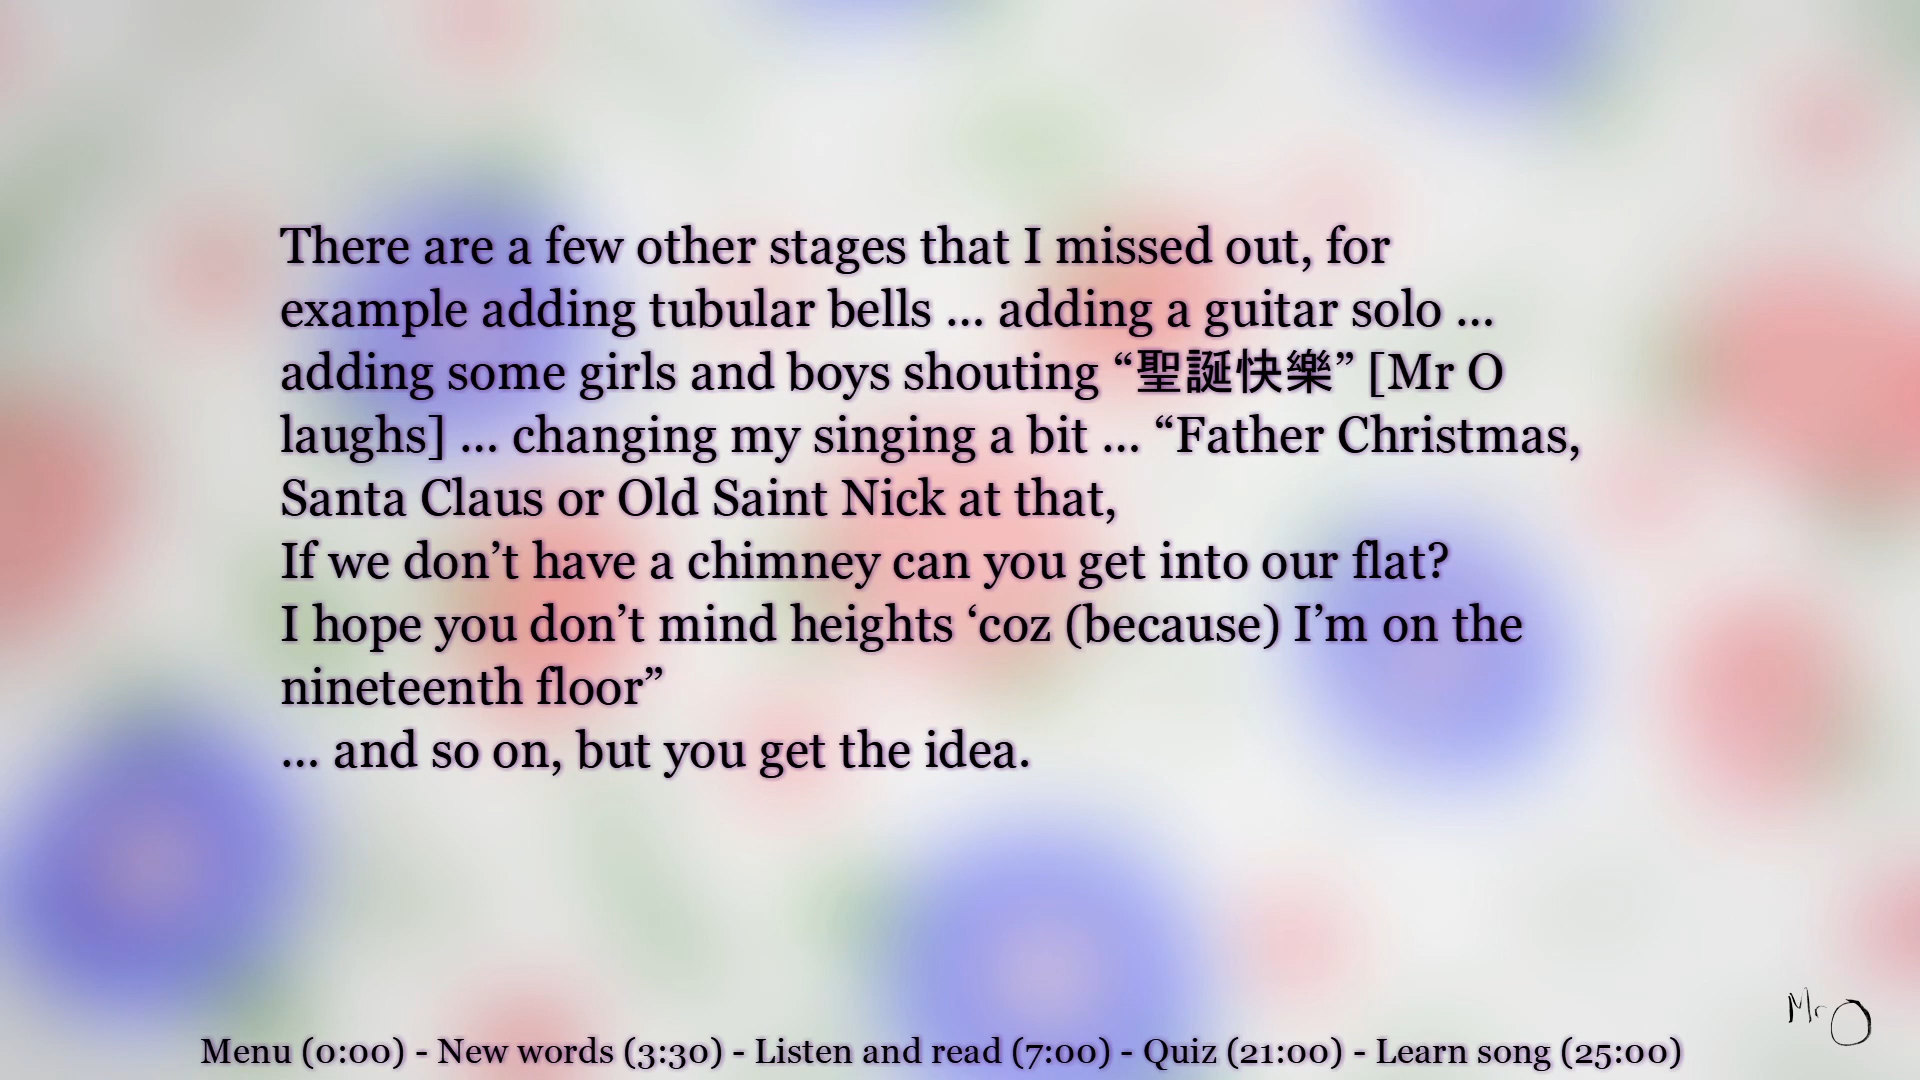 There are a few other stages that I missed out, for
example adding tubular bells ... adding a guitar solo ...
adding some girls and boys shouting “聖誕快樂” [Mr O
laughs] ... changing my singing a bit ... “Father Christmas,
Santa Claus or Old Saint Nick at that,
If we don’t have a chimney can you get into our flat?
I hope you don’t mind heights ‘coz (because) I’m on the
nineteenth floor”
... and so on, but you get the idea.
Mr O
Menu (0:00) - New words (3:30) - Listen and read (7:00) - Quiz (21:00) - Learn song (25:00)